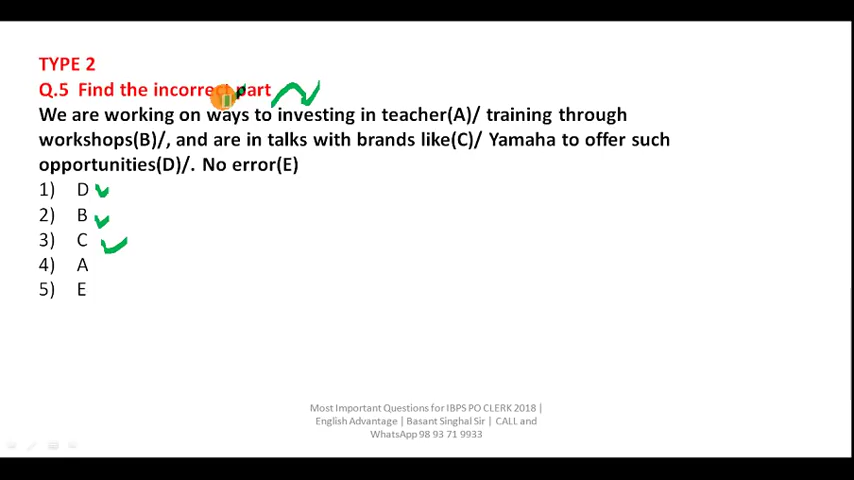 TYPE 2
Q.5 Find the incorrect part
We are working on ways to investing in teacher(A)/ training through
workshops(B)/, and are in talks with brands like(C)/ Yamaha to offer such
opportunities(D)/. No error(E)
1) D
2) B
3) C
4) A
5) E
Most Important Questions for IBPS PO CLERK 2018 |
English Advantage | Basant Singhal Sir | CALL and
WhatsApp 98 93 71 9933